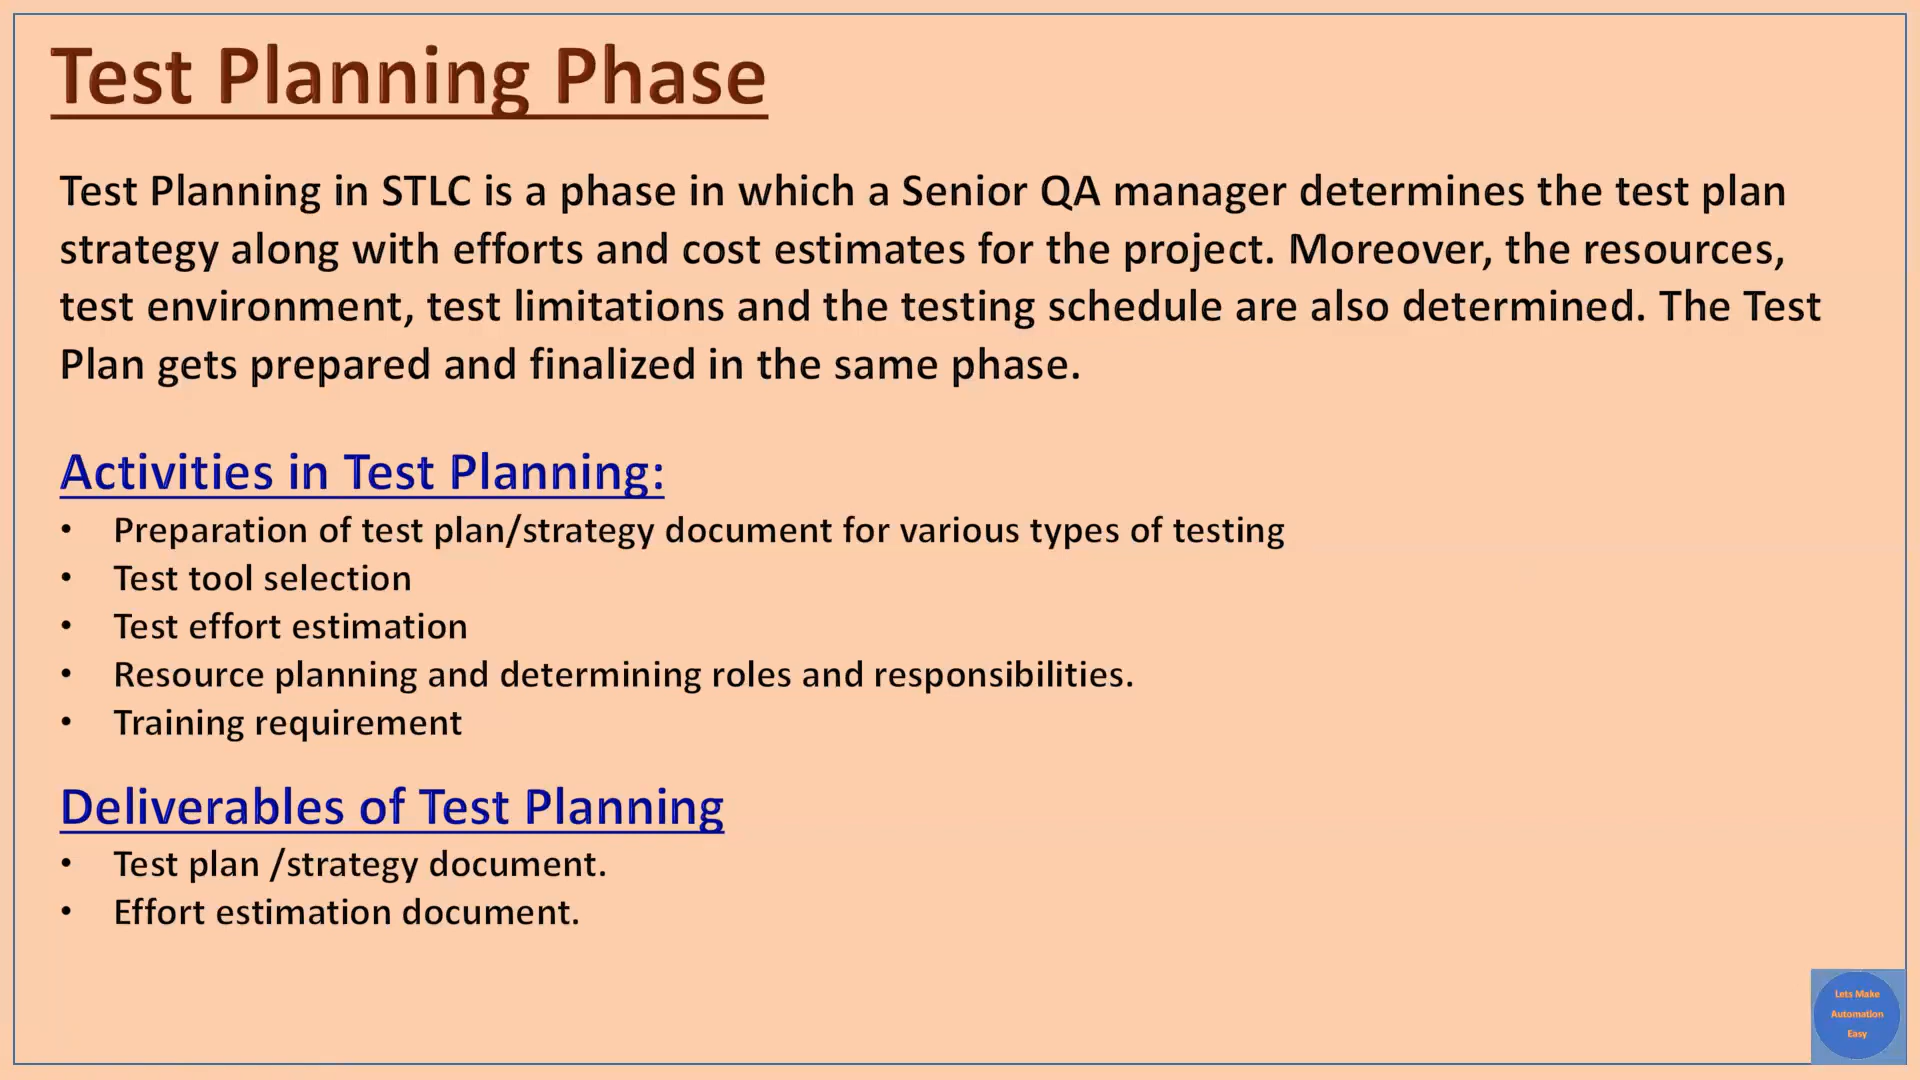 Test Planning Phase
Test Planning in STLC is a phase in which a Senior QA manager determines the test plan
strategy along with efforts and cost estimates for the project. Moreover, the resources,
test environment, test limitations and the testing schedule are also determined. The Test
Plan gets prepared and finalized in the same phase.
Activities in Test Planning:
• Preparation of test plan/strategy document for various types of testing
• Test tool selection
• Test effort estimation
• Resource planning and determining roles and responsibilities.
• Training requirement
Deliverables of Test Planning
• Test plan /strategy document.
• Effort estimation document.
Lets Make
Automation
Easy